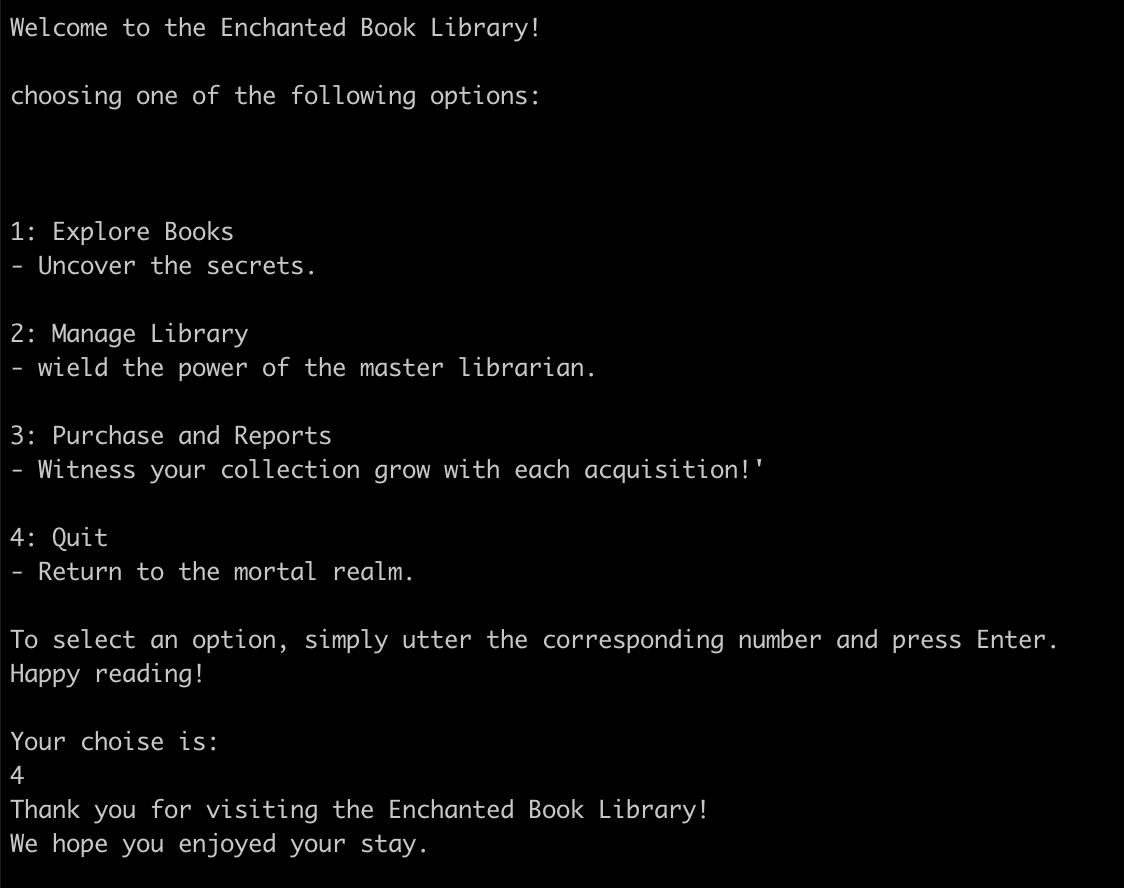 Welcome to the Enchanted Book Library!
choosing one of the following options:
1: Explore Books
- Uncover the secrets.
2: Manage Library
- wield the power of the master librarian.
3: Purchase and Reports
- Witness your collection grow with each acquisition!'
4: Quit
- Return to the mortal realm.
To select an option, simply utter the corresponding number and press Enter.
Happy reading!
Your choise is:
4
Thank you for visiting the Enchanted Book Library!
We hope you enjoyed your stay.